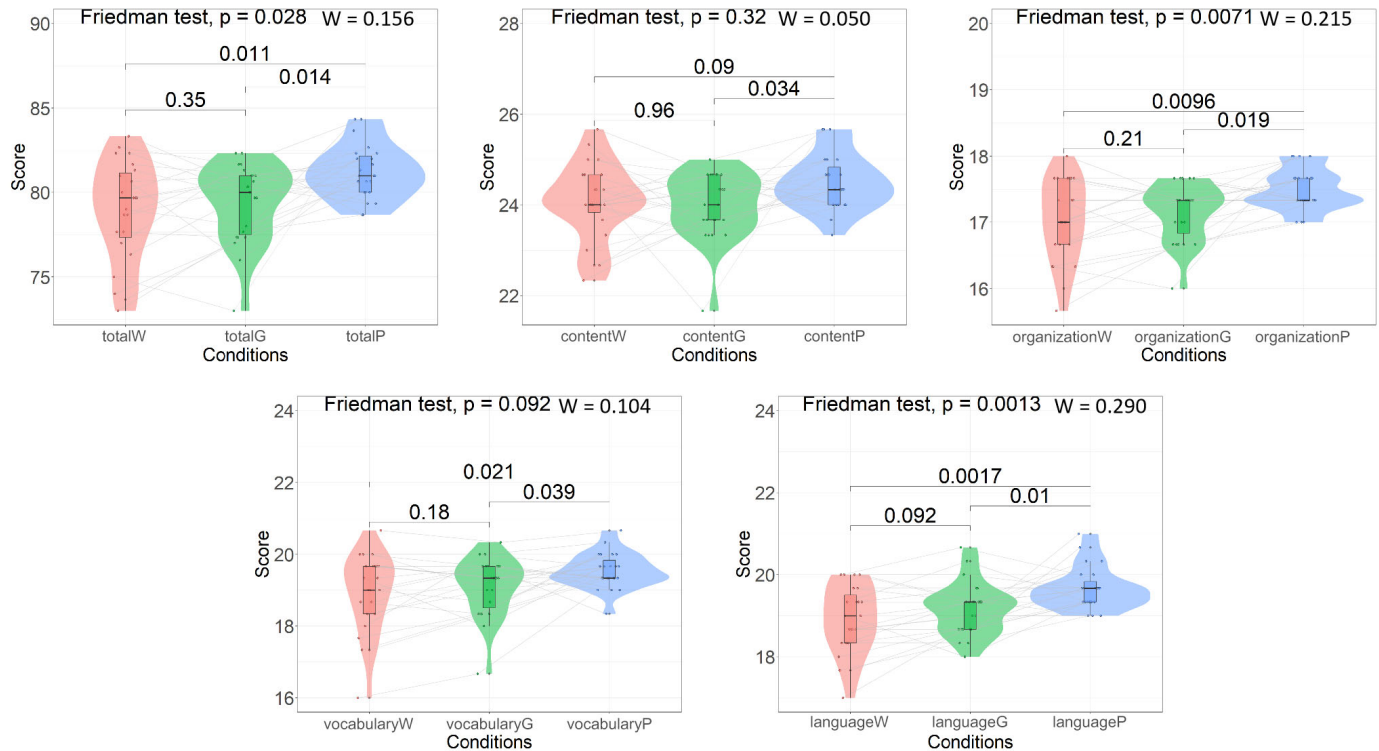 Friedman test, p = 0.028 W = 0.156
90
85
80
75
0.011
0.014
0.35
Score
totalW totalG totalP
Conditions
Friedman test, p = 0.32 W = 0.050
28
26
24
22
0.09
0.034
0.96
Score
contentW contentG contentP
Conditions
Friedman test, p = 0.0071 W = 0.215
20
19
18
17
16
0.0096
0.019
0.21
Score
organizationW organizationG organizationP
Conditions
Friedman test, p = 0.092 W = 0.104
24
22
20
18
16
0.021
0.039
0.18
Score
vocabularyW vocabularyG vocabularyP
Conditions
Friedman test, p = 0.0013 W = 0.290
24
22
20
18
0.0017
0.01
0.092
Score
languageW languageG languageP
Conditions